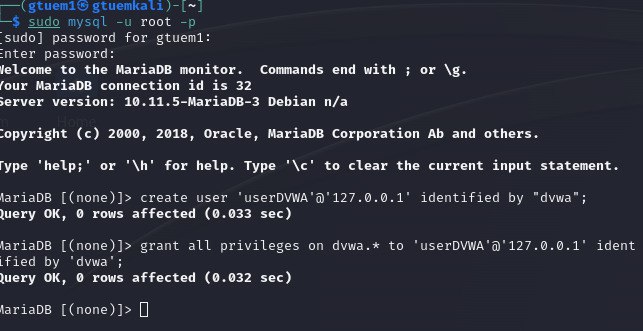 ┌──(gtuem1㉿gtuemkali)-[~]
└─$ sudo mysql -u root -p
[sudo] password for gtuem1:
Enter password:
Welcome to the MariaDB monitor.  Commands end with ; or \g.
Your MariaDB connection id is 32
Server version: 10.11.5-MariaDB-3 Debian n/a
Home
Copyright (c) 2000, 2018, Oracle, MariaDB Corporation Ab and others.
Type 'help;' or '\h' for help. Type '\c' to clear the current input statement.
MariaDB [(none)]> create user 'userDVWA'@'127.0.0.1' identified by "dvwa";
Query OK, 0 rows affected (0.033 sec)
MariaDB [(none)]> grant all privileges on dvwa.* to 'userDVWA'@'127.0.0.1' ident
ified by 'dvwa';
Query OK, 0 rows affected (0.032 sec)
MariaDB [(none)]>